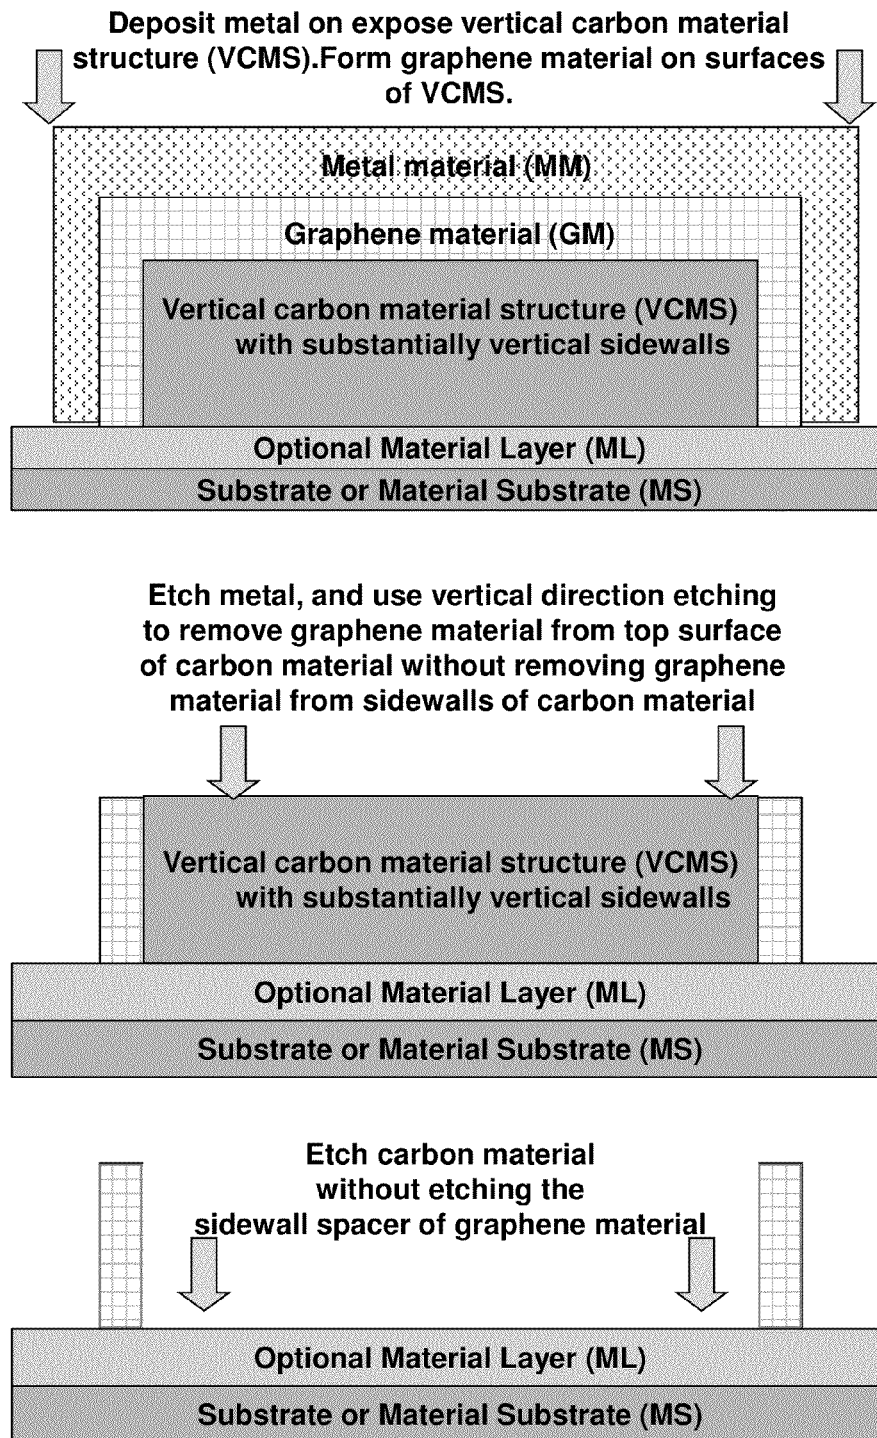 Deposit metal on expose vertical carbon material
structure (VCMS).Form graphene material on surfaces
of VCMS.
Metal material (MM)
Graphene material (GM)
Vertical carbon material structure (VCMS)
with substantially vertical sidewalls
Optional Material Layer (ML)
Substrate or Material Substrate (MS)
Etch metal, and use vertical direction etching
to remove graphene material from top surface
of carbon material without removing graphene
material from sidewalls of carbon material
Vertical carbon material structure (VCMS)
with substantially vertical sidewalls
Optional Material Layer (ML)
Substrate or Material Substrate (MS)
Etch carbon material
without etching the
sidewall spacer of graphene material
Optional Material Layer (ML)
Substrate or Material Substrate (MS)